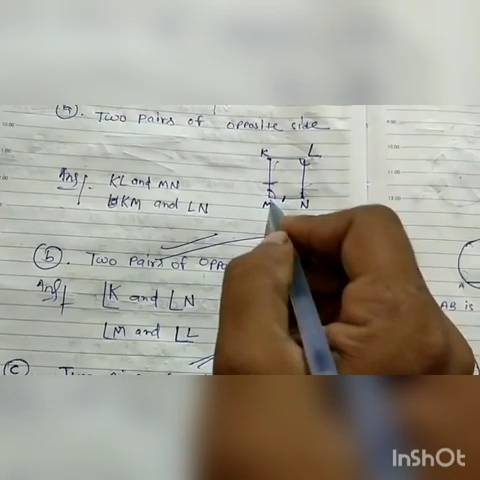 (a). Two pairs of opposite side
K L
Ans. KL and MN
KM and LN
M N
(b). Two pairs of oppo
Ans ∠K and ∠N
∠M and ∠L
(c)
A
AB is
InShOt